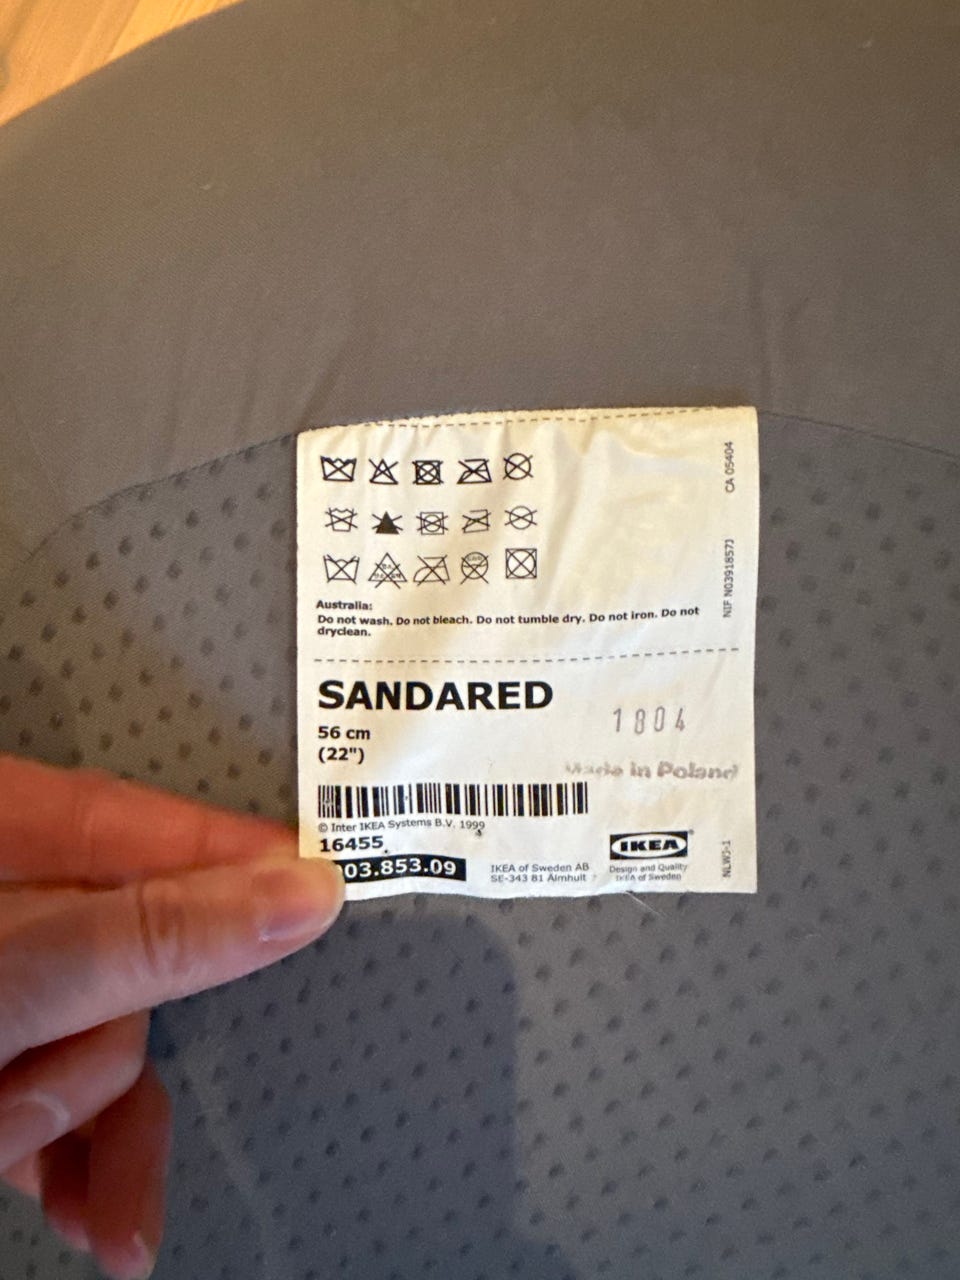 CA 05404
NIF N0391857J
Australia:
Do not wash. Do not bleach. Do not tumble dry. Do not iron. Do not
dryclean.
SANDARED
56 cm
(22")
1804
Made in Poland
© Inter IKEA Systems B.V. 1999
16455
03.853.09
IKEA of Sweden AB
SE-343 81 Älmhult
IKEA®
Design and Quality
IKEA of Sweden
NLWJ-1